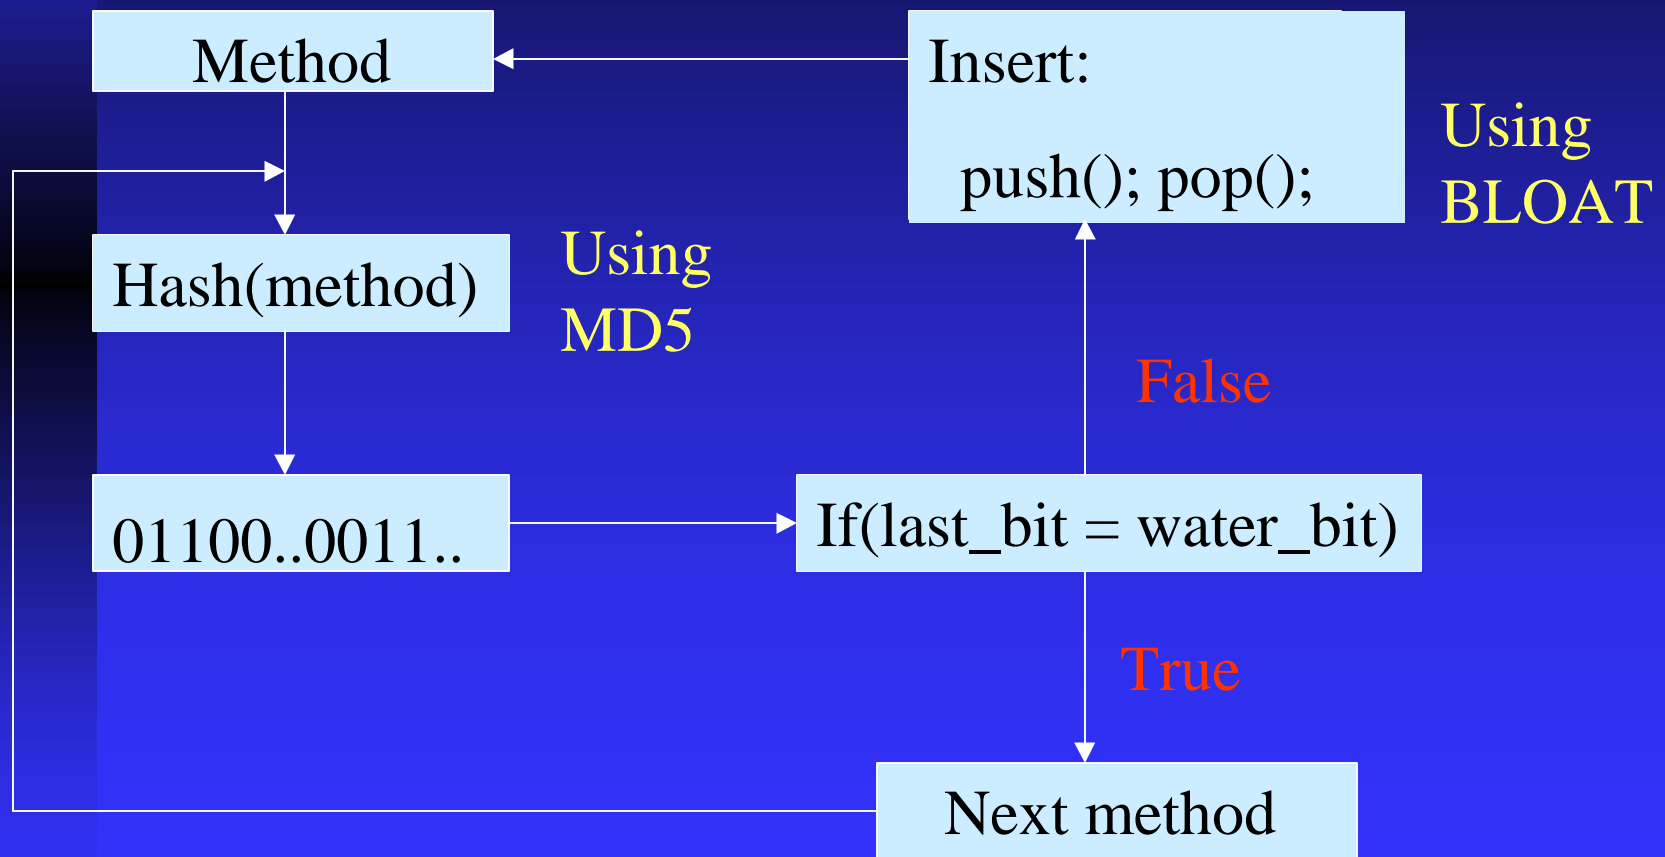 Method
Insert:
push(); pop();
Using
BLOAT
Hash(method)
Using
MD5
False
01100..0011..
If(last_bit = water_bit)
True
Next method